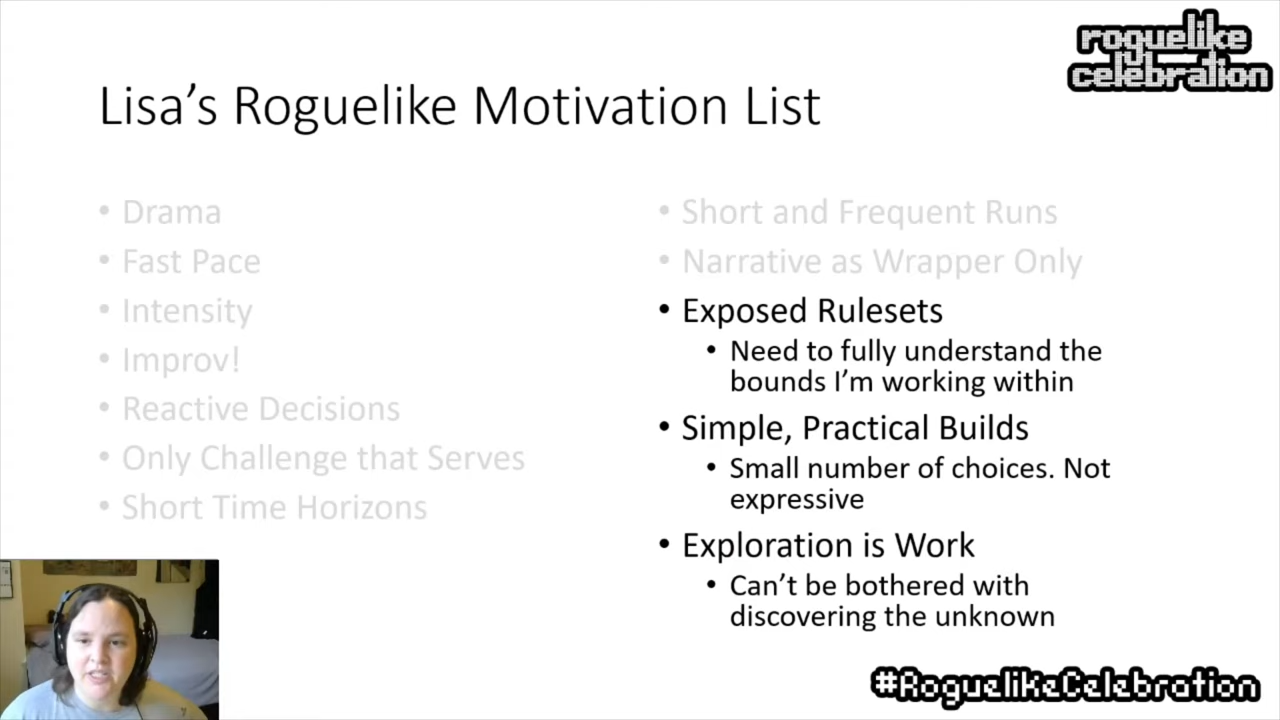 roguelike
celebration
Lisa's Roguelike Motivation List
• Drama
• Fast Pace
• Intensity
• Improv!
• Reactive Decisions
• Only Challenge that Serves
• Short Time Horizons
• Short and Frequent Runs
• Narrative as Wrapper Only
• Exposed Rulesets
• Need to fully understand the
bounds I'm working within
• Simple, Practical Builds
• Small number of choices. Not
expressive
• Exploration is Work
• Can't be bothered with
discovering the unknown
#RoguelikeCelebration